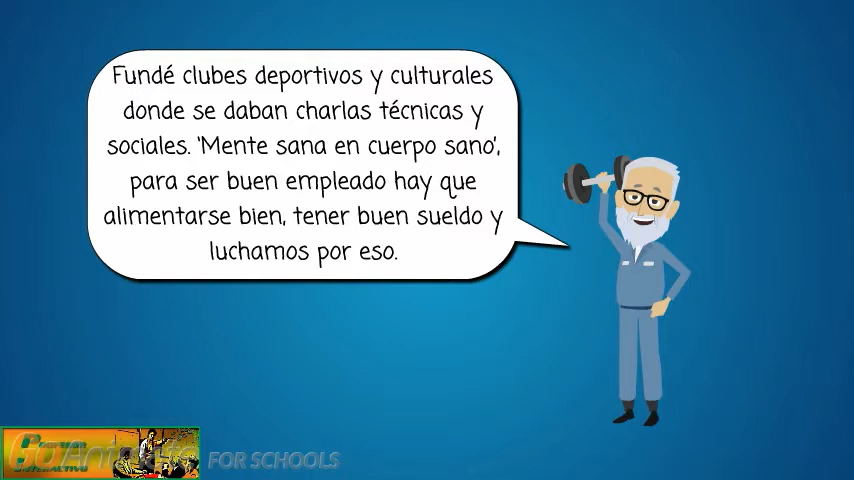 Fundé clubes deportivos y culturales
donde se daban charlas técnicas y
sociales. 'Mente sana en cuerpo sano',
para ser buen empleado hay que
alimentarse bien, tener buen sueldo y
luchamos por eso.
GoAnimate FOR SCHOOLS